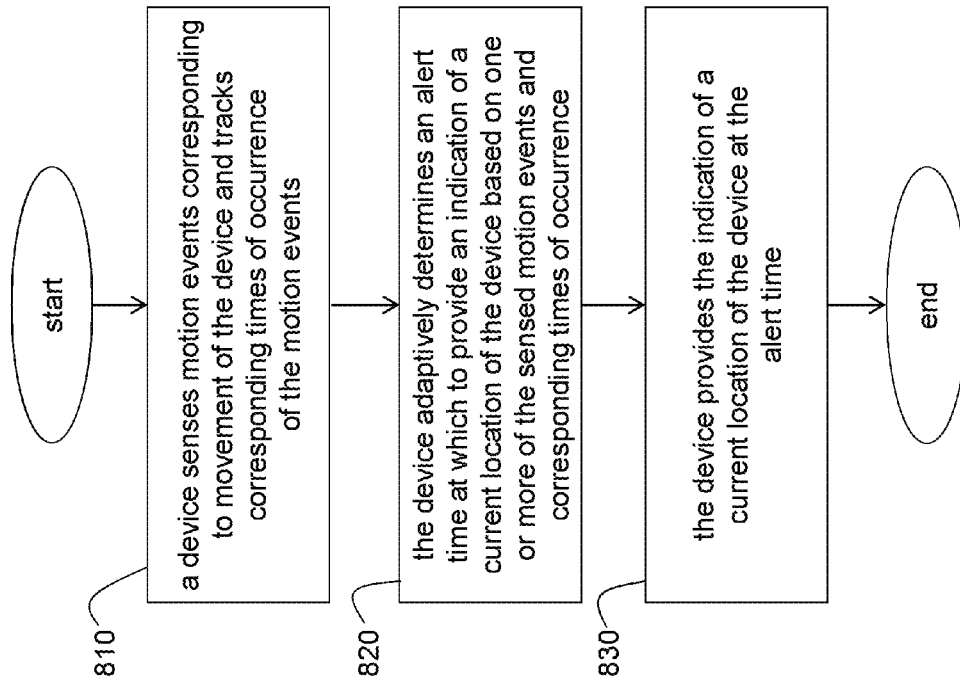 start
810
a device senses motion events corresponding
to movement of the device and tracks
corresponding times of occurrence
of the motion events
820
the device adaptively determines an alert
time at which to provide an indication of a
current location of the device based on one
or more of the sensed motion events and
corresponding times of occurrence
830
the device provides the indication of a
current location of the device at the
alert time
end